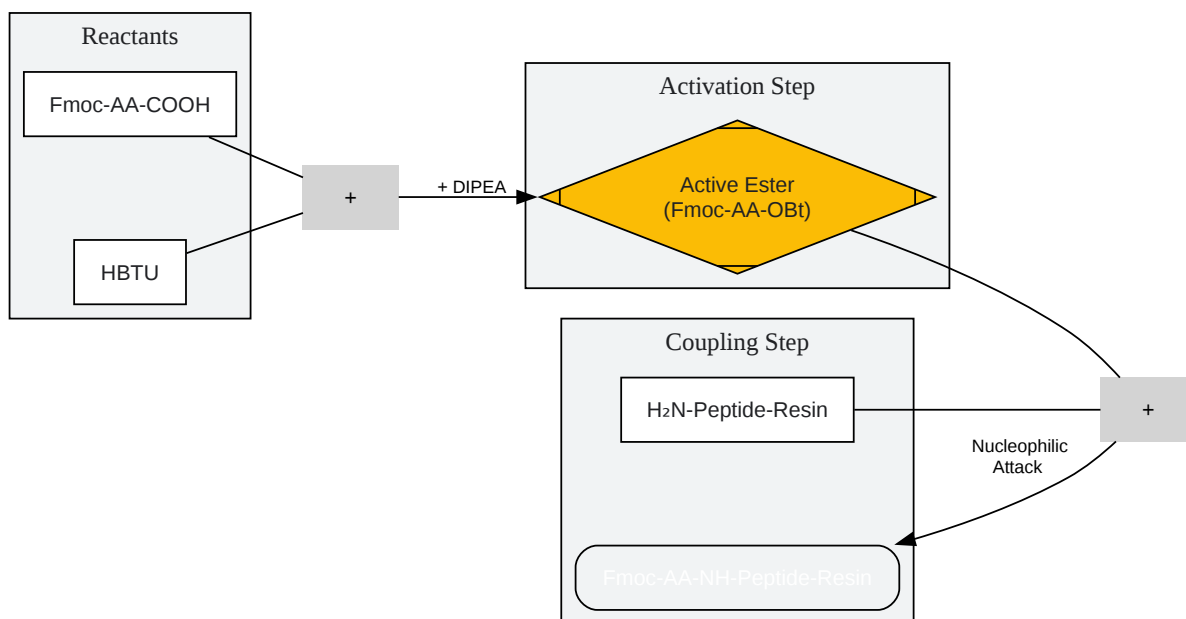 Reactants
Fmoc-AA-COOH
HBTU
+
+ DIPEA
Activation Step
Active Ester
(Fmoc-AA-OBt)
Coupling Step
H₂N-Peptide-Resin
+
Nucleophilic
Attack
Fmoc-AA-NH-Peptide-Resin